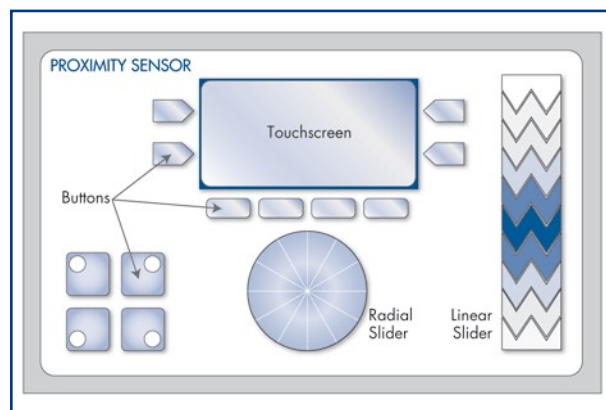 PROXIMITY SENSOR
Touchscreen
Buttons
Radial
Slider
Linear
Slider